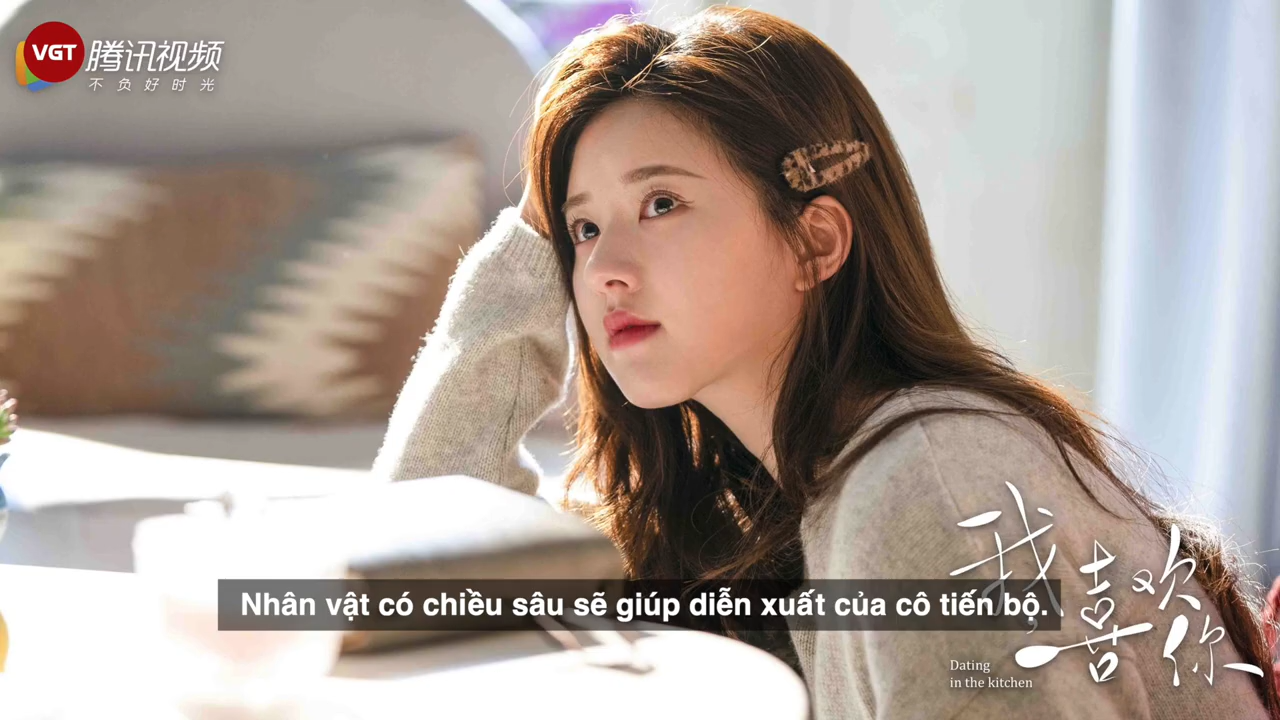 VGT
腾讯视频
不负好时光
Nhân vật có chiều sâu sẽ giúp diễn xuất của cô tiến bộ.
我,喜欢你
Dating
in the kitchen